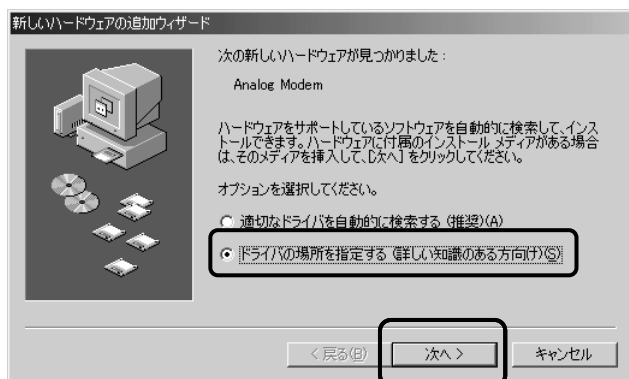 新しいハードウェアの追加ウィザード
次の新しいハードウェアが見つかりました :
Analog Modem
ハードウェアをサポートしているソフトウェアを自動的に検索して、インス
トールできます。ハードウェアに付属のインストール メディアがある場合
は、そのメディアを挿入して、[次へ] をクリックしてください。
オプションを選択してください。
適切なドライバを自動的に検索する (推奨)(A)
ドライバの場所を指定する (詳しい知識のある方向け)(S)
< 戻る(B)
次へ >
キャンセル